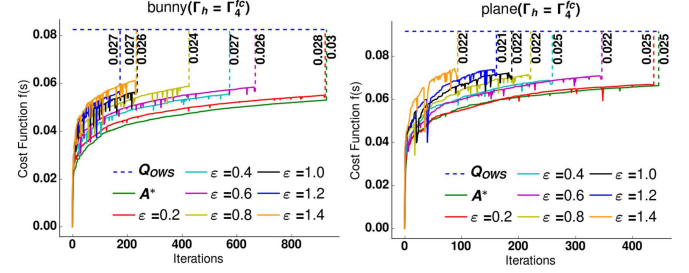 bunny(Γh = Γ4^fc)
0.08
0.06
0.04
0.02
0.00
Cost Function f(s)
0.027
0.027
0.026
0.024
0.027
0.026
0.028
0.03
QOWS
A*
ε =0.2
ε =0.4
ε =0.6
ε =0.8
ε =1.0
ε =1.2
ε =1.4
0 200 400 600 800
Iterations
plane(Γh = Γ4^fc)
0.08
0.06
0.04
0.02
0.00
Cost Function f(s)
0.022
0.021
0.022
0.022
0.025
0.022
0.025
0.025
QOWS
A*
ε =0.2
ε =0.4
ε =0.6
ε =0.8
ε =1.0
ε =1.2
ε =1.4
0 100 200 300 400
Iterations